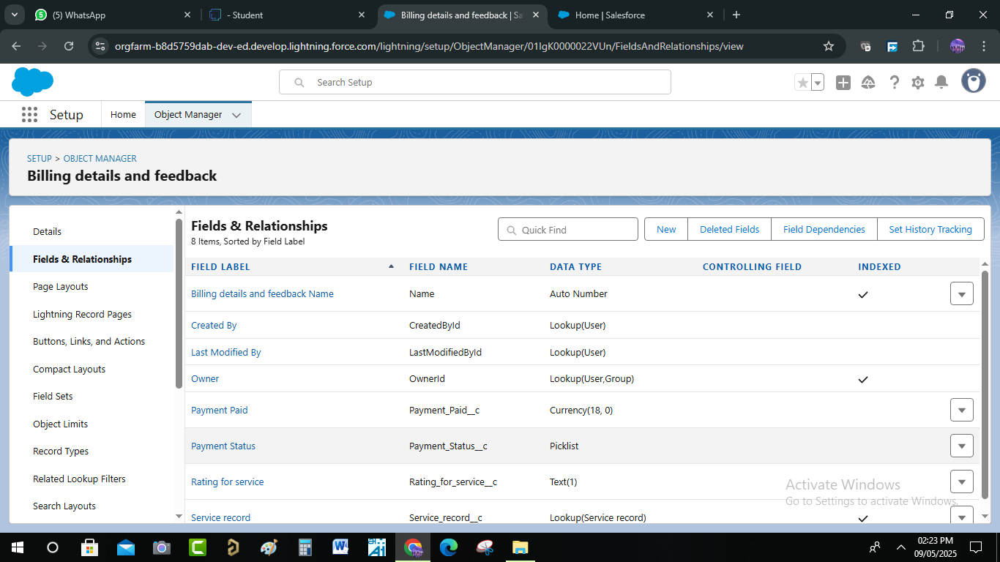 (5) WhatsApp
- Student
Billing details and feedback | Sa
Home | Salesforce
orgfarm-b8d5759dab-dev-ed.develop.lightning.force.com/lightning/setup/ObjectManager/01IgK0000022VUn/FieldsAndRelationships/view
Search Setup
Setup Home Object Manager
SETUP > OBJECT MANAGER
Billing details and feedback
Details
Fields & Relationships
Page Layouts
Lightning Record Pages
Buttons, Links, and Actions
Compact Layouts
Field Sets
Object Limits
Record Types
Related Lookup Filters
Search Layouts
Fields & Relationships
8 Items, Sorted by Field Label
Quick Find
New Deleted Fields Field Dependencies Set History Tracking
FIELD LABEL FIELD NAME DATA TYPE CONTROLLING FIELD INDEXED
Billing details and feedback Name Name Auto Number
Created By CreatedById Lookup(User)
Last Modified By LastModifiedById Lookup(User)
Owner OwnerId Lookup(User,Group)
Payment Paid Payment_Paid__c Currency(18, 0)
Payment Status Payment_Status__c Picklist
Rating for service Rating_for_service__c Text(1)
Service record Service_record__c Lookup(Service record)
Activate Windows
Go to Settings to activate Windows.
02:23 PM
09/05/2025